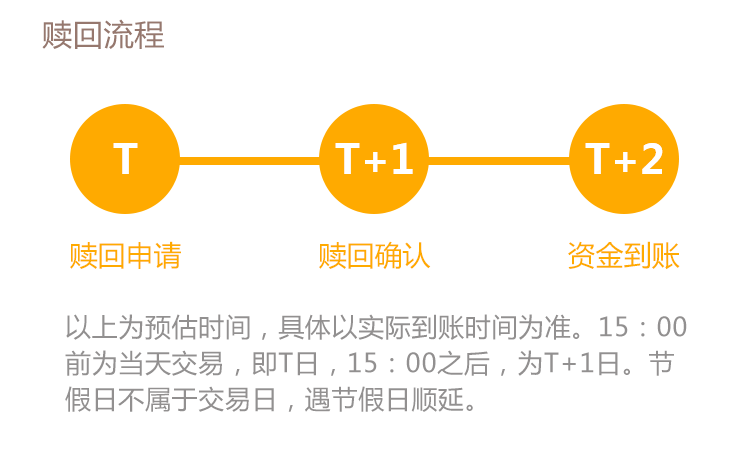 赎回流程
T
T+1
T+2
赎回申请
赎回确认
资金到账
以上为预估时间，具体以实际到账时间为准。15：00
前为当天交易，即T日，15：00之后，为T+1日。节
假日不属于交易日，遇节假日顺延。